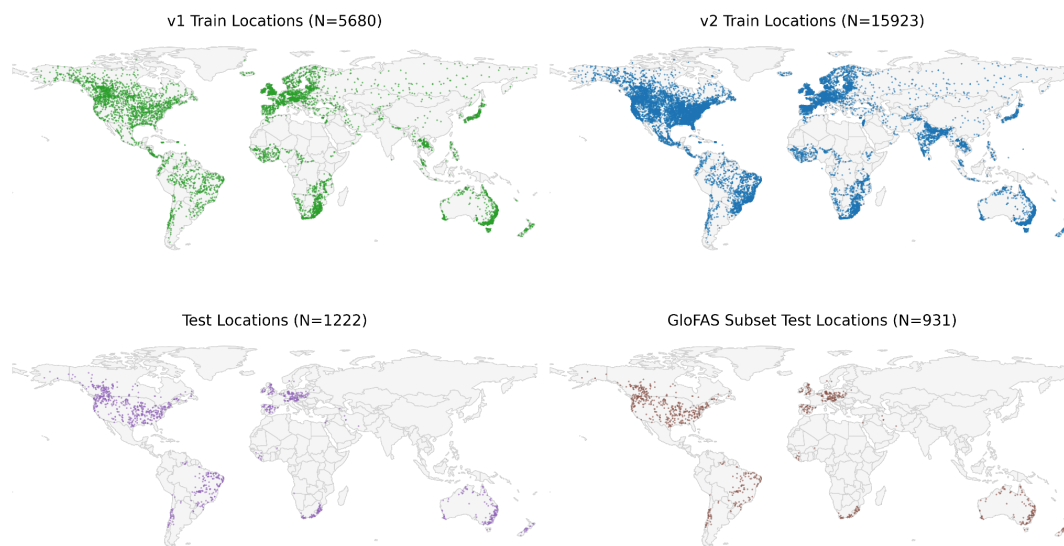 v1 Train Locations (N=5680)
v2 Train Locations (N=15923)
Test Locations (N=1222)
GloFAS Subset Test Locations (N=931)